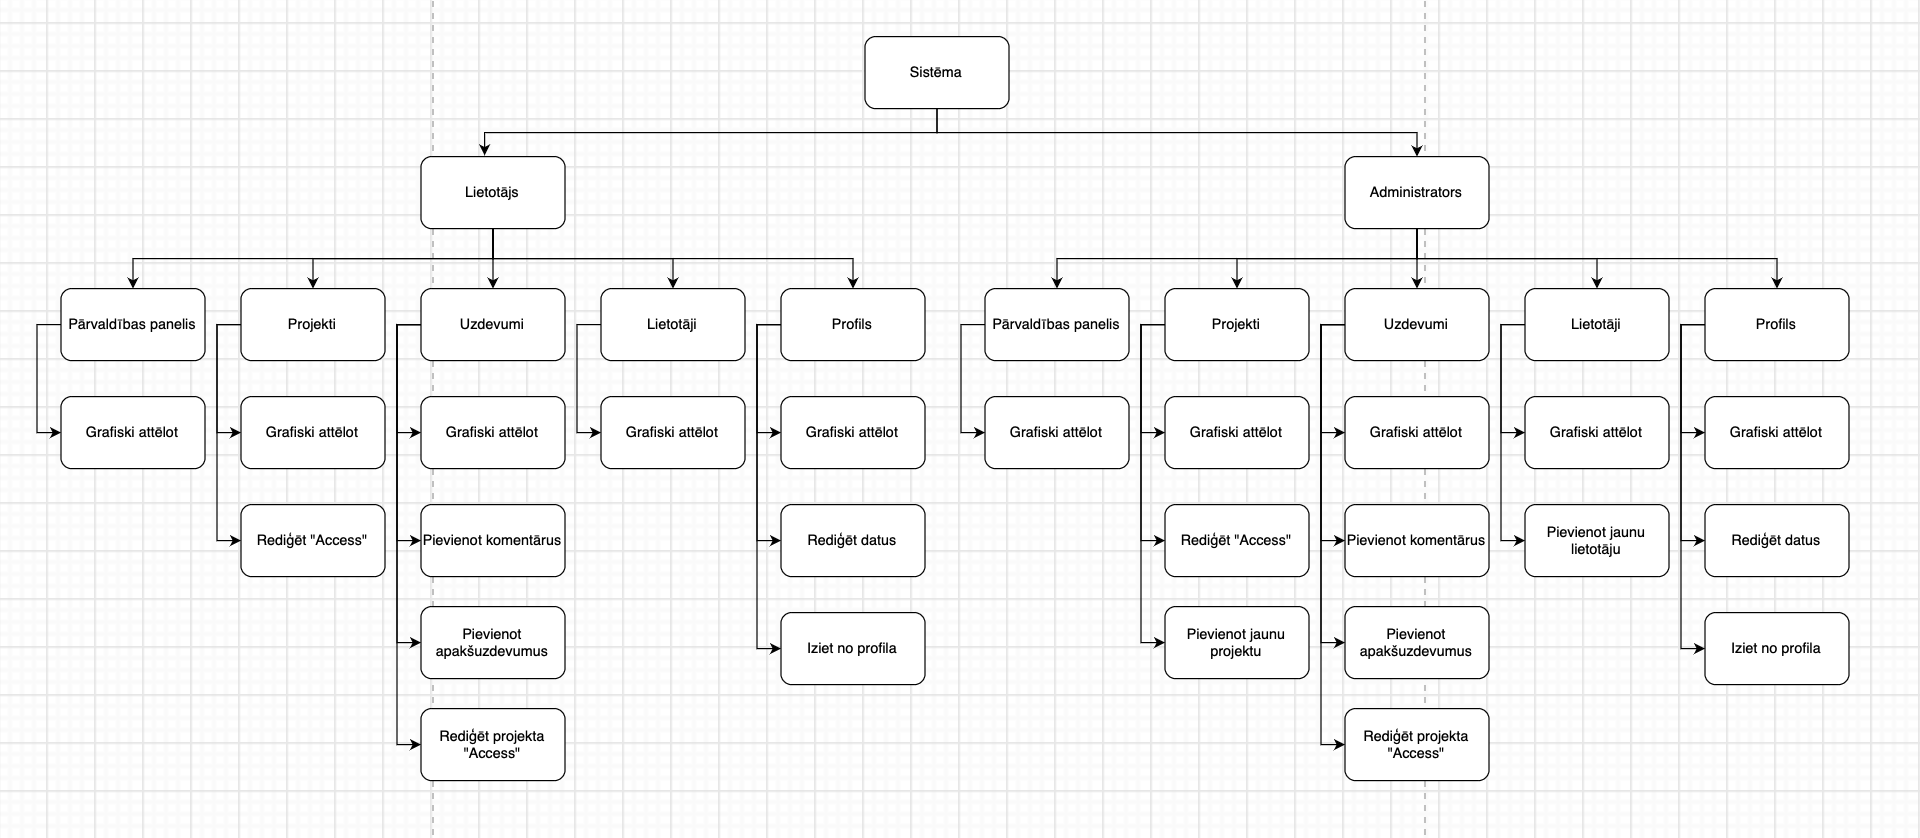 Sistēma
Lietotājs
Administrators
Pārvaldības panelis
Projekti
Uzdevumi
Lietotāji
Profils
Pārvaldības panelis
Projekti
Uzdevumi
Lietotāji
Profils
Grafiski attēlot
Grafiski attēlot
Grafiski attēlot
Grafiski attēlot
Grafiski attēlot
Grafiski attēlot
Grafiski attēlot
Grafiski attēlot
Grafiski attēlot
Grafiski attēlot
Rediģēt "Access"
Pievienot komentārus
Rediģēt datus
Rediģēt "Access"
Pievienot komentārus
Pievienot jaunu
lietotāju
Rediģēt datus
Pievienot
apakšuzdevumus
Iziet no profila
Pievienot jaunu
projektu
Pievienot
apakšuzdevumus
Iziet no profila
Rediģēt projekta
"Access"
Rediģēt projekta
"Access"